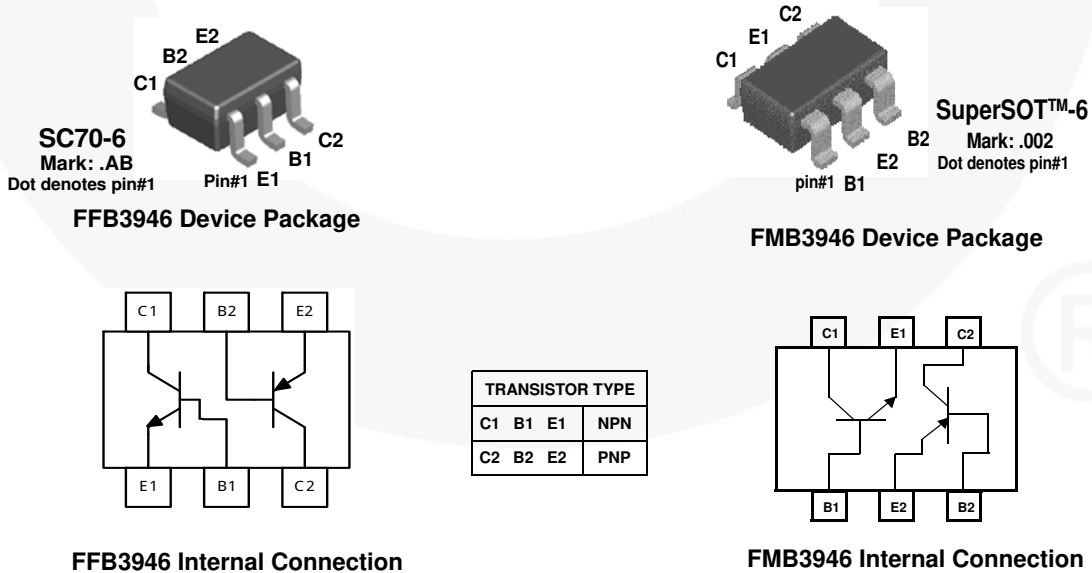 C1
B2
E2
SC70-6
Mark: .AB
Dot denotes pin#1
Pin#1 E1
B1
C2
FFB3946 Device Package
C1
E1
C2
SuperSOT™-6
Mark: .002
Dot denotes pin#1
pin#1 B1
E2
B2
FMB3946 Device Package
C1 B2 E2
E1 B1 C2
FFB3946 Internal Connection
TRANSISTOR TYPE
C1 B1 E1 NPN
C2 B2 E2 PNP
C1 E1 C2
B1 E2 B2
FMB3946 Internal Connection
®